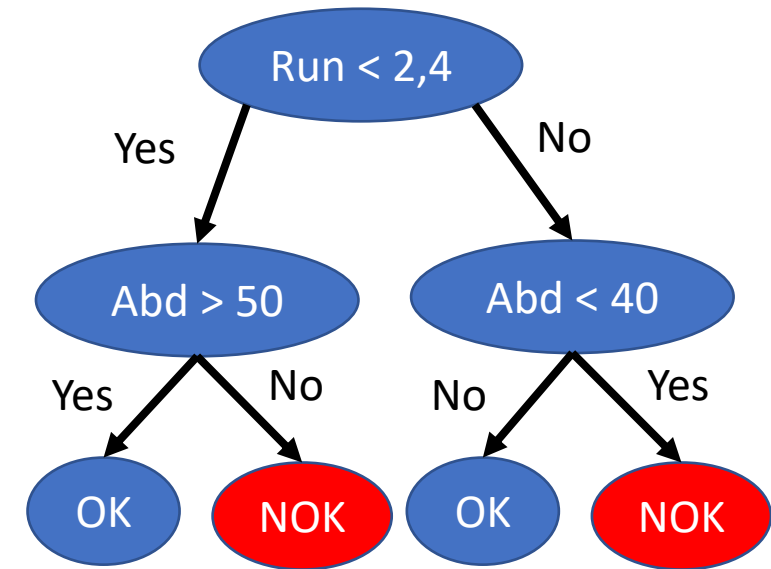 Run < 2,4
Yes
No
Abd > 50
Abd < 40
Yes
No
No
Yes
OK
NOK
OK
NOK